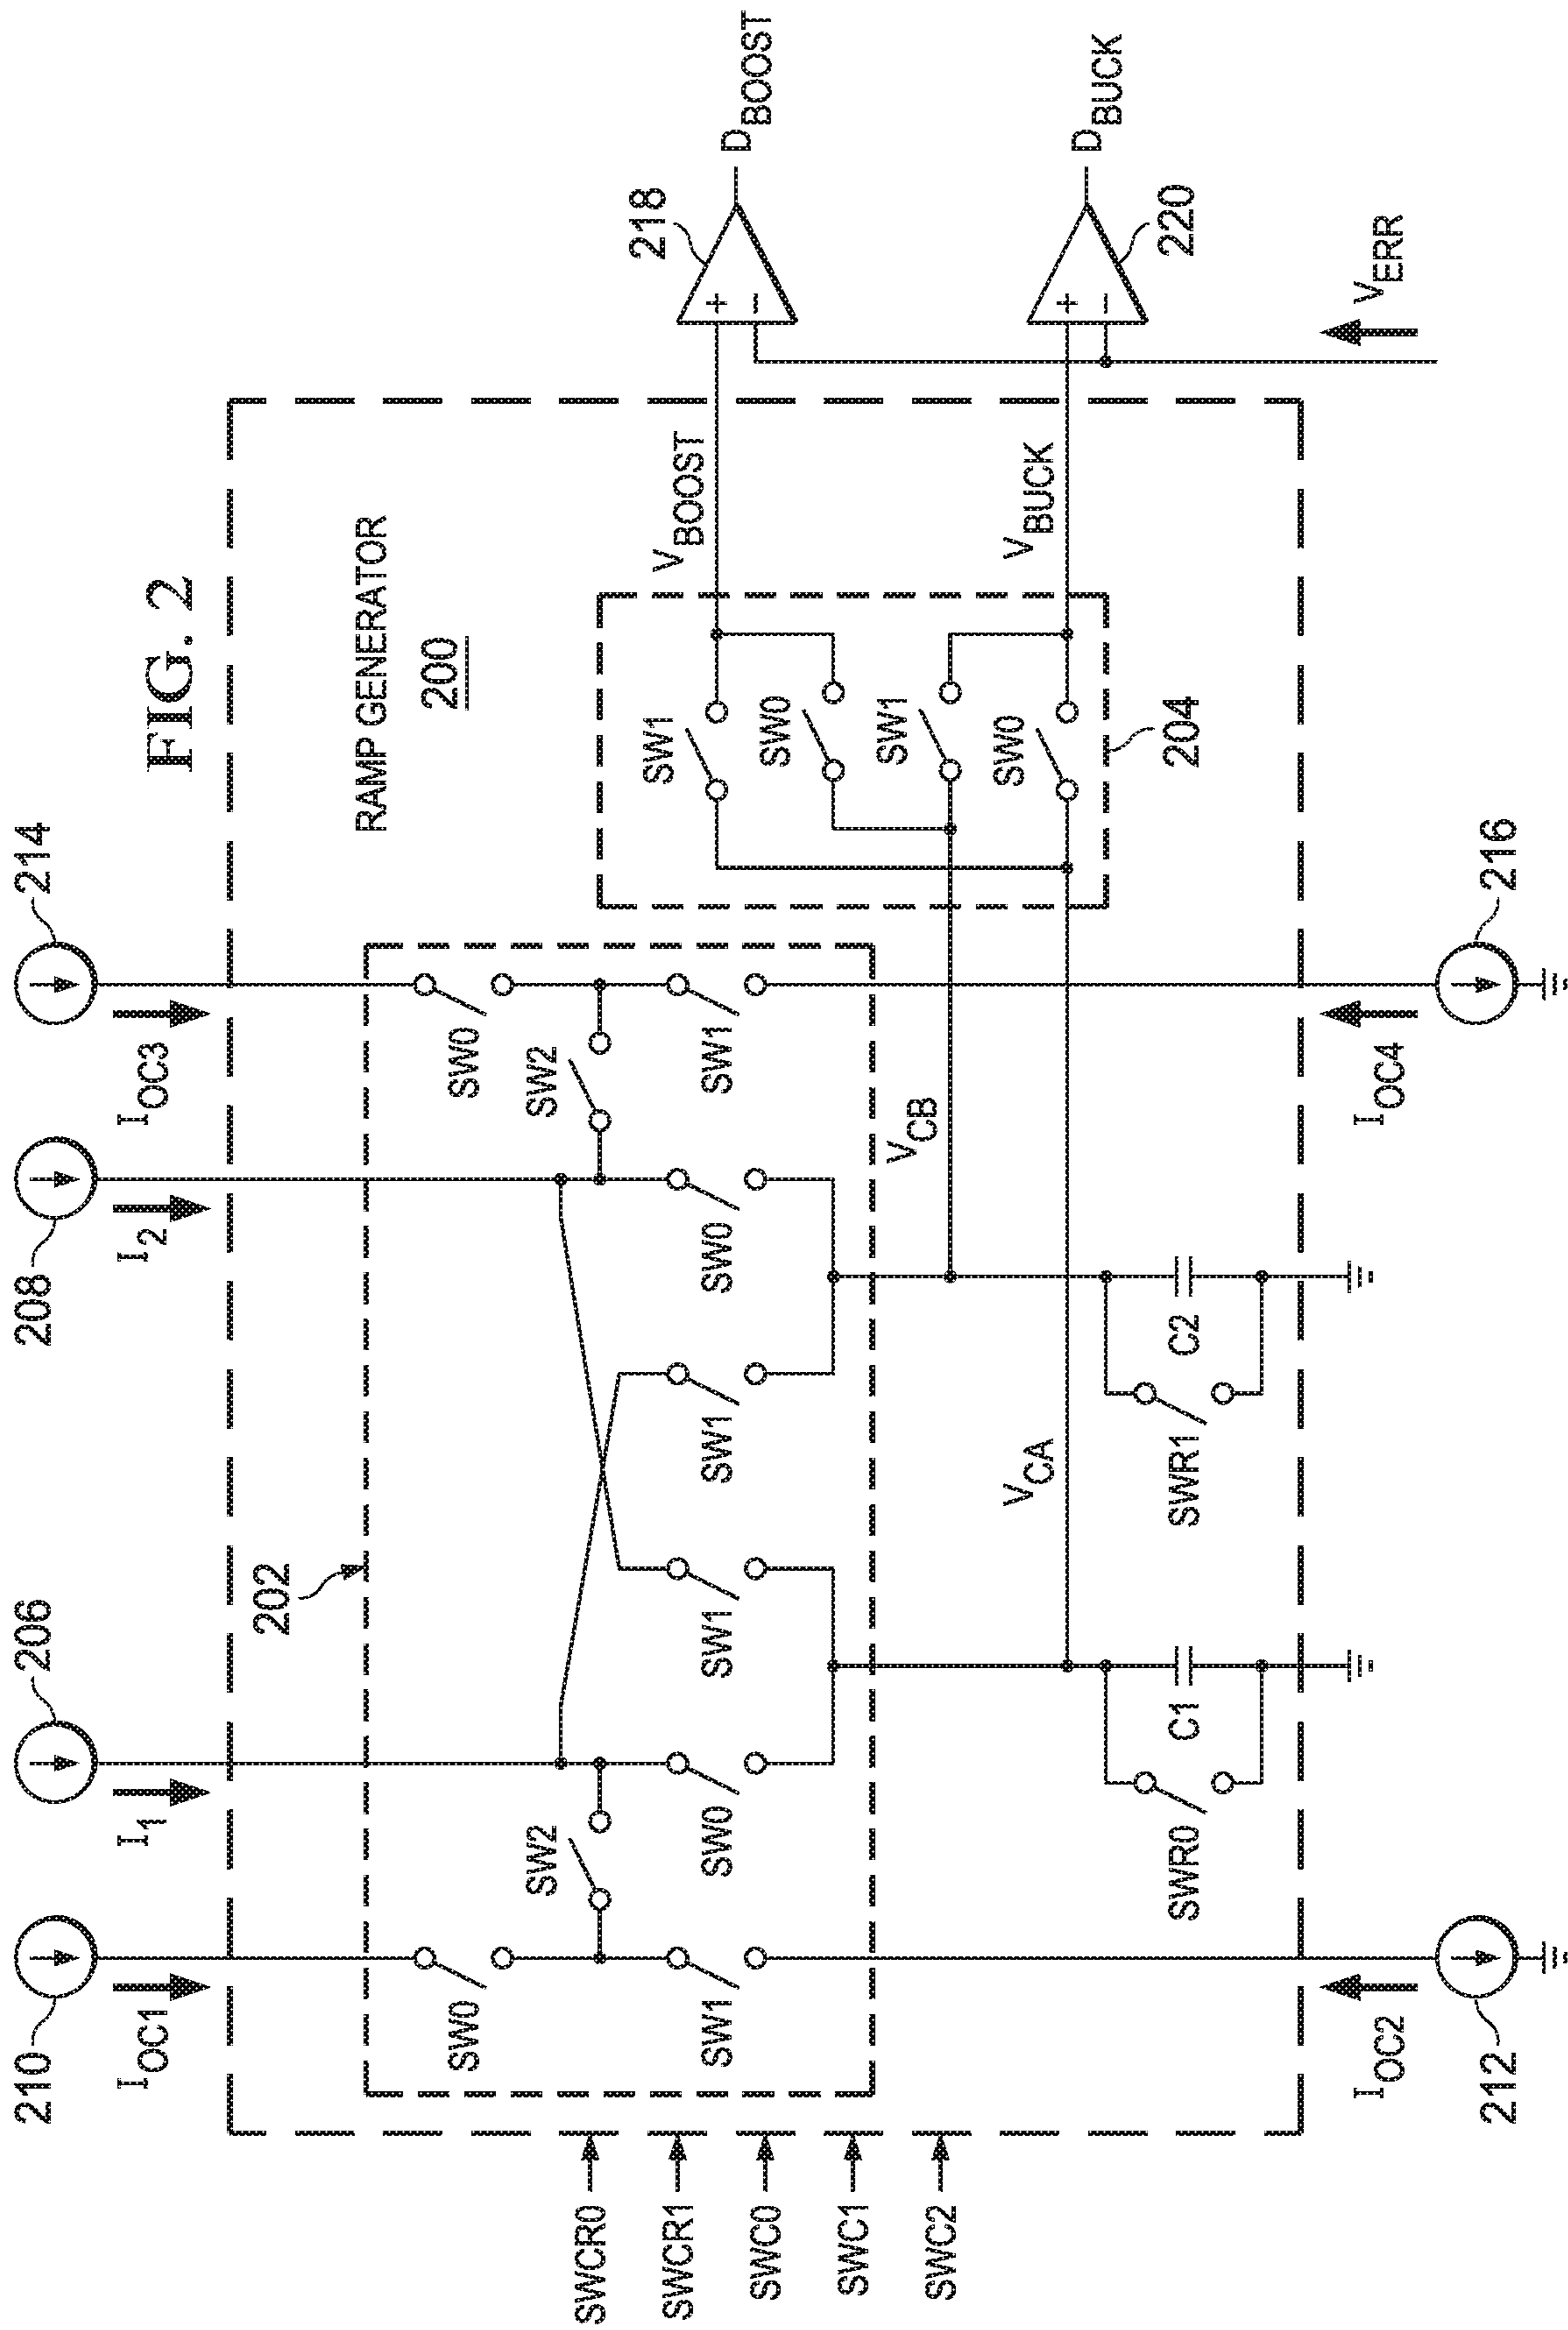 FIG. 2
RAMP GENERATOR
200
210
206
208
214
IOC1
I1
I2
IOC3
202
SW0
SW0
SW2
SW2
SW1
SW0
SW1
SW1
SW0
SW1
204
SW1
SW0
SW1
SW0
VBOOST
VBUCK
VCB
VCA
218
DBOOST
+
−
220
DBUCK
+
−
VERR
SWCR0
SWCR1
SWC0
SWC1
SWC2
SWR0
C1
SWR1
C2
IOC2
212
IOC4
216